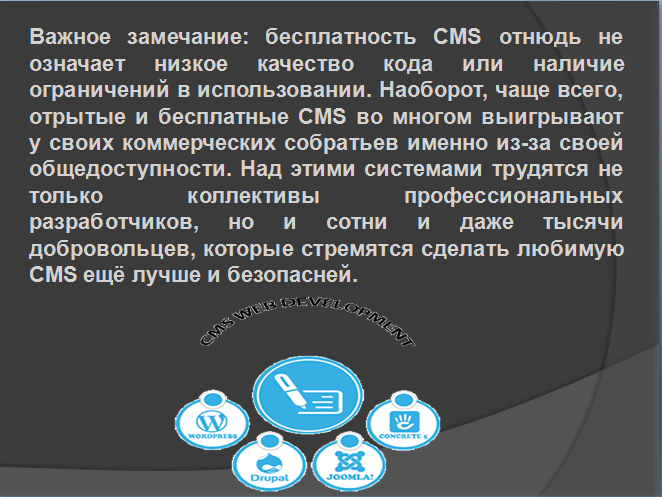 Важное замечание: бесплатность CMS отнюдь не
означает низкое качество кода или наличие
ограничений в использовании. Наоборот, чаще всего,
отрытые и бесплатные CMS во многом выигрывают
у своих коммерческих собратьев именно из-за своей
общедоступности. Над этими системами трудятся не
только коллективы профессиональных
разработчиков, но и сотни и даже тысячи
добровольцев, которые стремятся сделать любимую
CMS ещё лучше и безопасней.
CMS WEB DEVELOPMENT
WORDPRESS
CONCRETE 5
Drupal
JOOMLA!